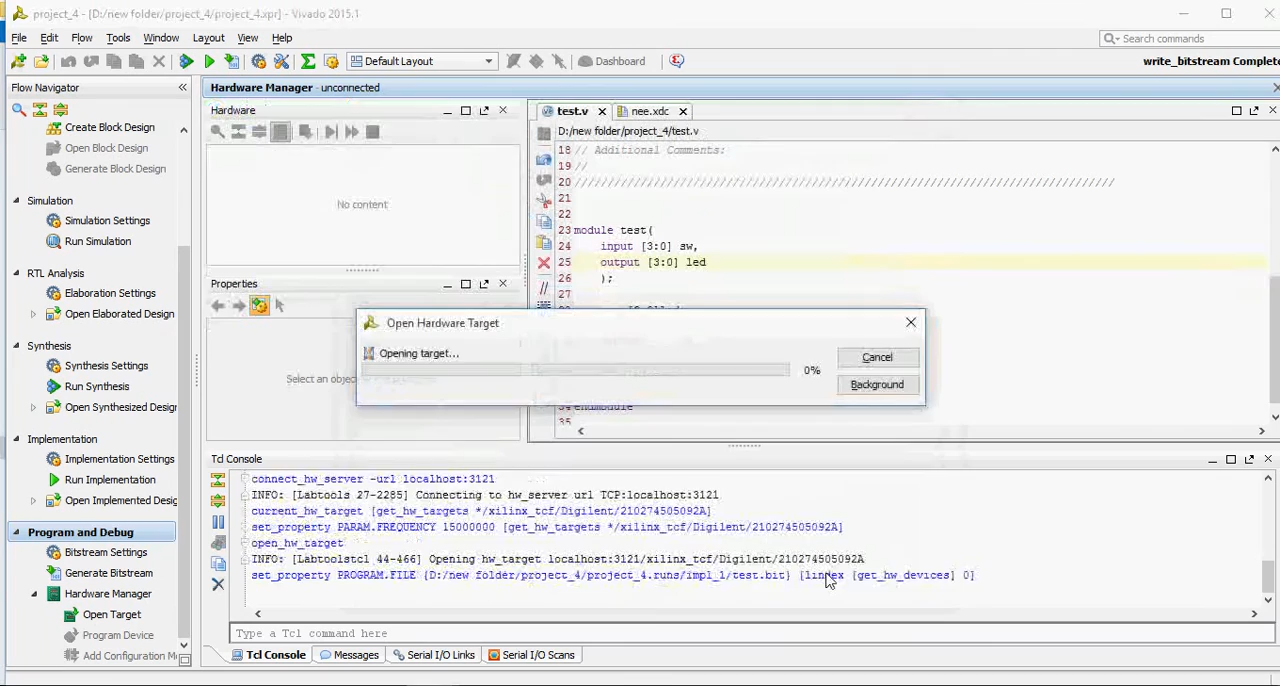 project_4 - [D:/new folder/project_4/project_4.xpr] - Vivado 2015.1
File Edit Flow Tools Window Layout View Help
Search commands
Default Layout
Dashboard
write_bitstream Complete
Flow Navigator
Create Block Design
Open Block Design
Generate Block Design
Simulation
Simulation Settings
Run Simulation
RTL Analysis
Elaboration Settings
Open Elaborated Design
Synthesis
Synthesis Settings
Run Synthesis
Open Synthesized Design
Implementation
Implementation Settings
Run Implementation
Open Implemented Desig
Program and Debug
Bitstream Settings
Generate Bitstream
Hardware Manager
Open Target
Program Device
Add Configuration M
Hardware Manager - unconnected
Hardware
No content
Properties
Select an obje
test.v
nee.xdc
D:/new folder/project_4/test.v
18 // Additional Comments:
19 //
20 //////////////////////////////////////////////////////////////////////////////////
21
22
23 module test(
24 input [3:0] sw,
25 output [3:0] led
26 );
27
34 endmodule
35
Open Hardware Target
Opening target...
0%
Cancel
Background
Tcl Console
connect_hw_server -url localhost:3121
INFO: [Labtools 27-2285] Connecting to hw_server url TCP:localhost:3121
current_hw_target [get_hw_targets */xilinx_tcf/Digilent/210274505092A]
set_property PARAM.FREQUENCY 15000000 [get_hw_targets */xilinx_tcf/Digilent/210274505092A]
open_hw_target
INFO: [Labtoolstcl 44-466] Opening hw_target localhost:3121/xilinx_tcf/Digilent/210274505092A
set_property PROGRAM.FILE {D:/new folder/project_4/project_4.runs/impl_1/test.bit} [lindex [get_hw_devices] 0]
Type a Tcl command here
Tcl Console
Messages
Serial I/O Links
Serial I/O Scans